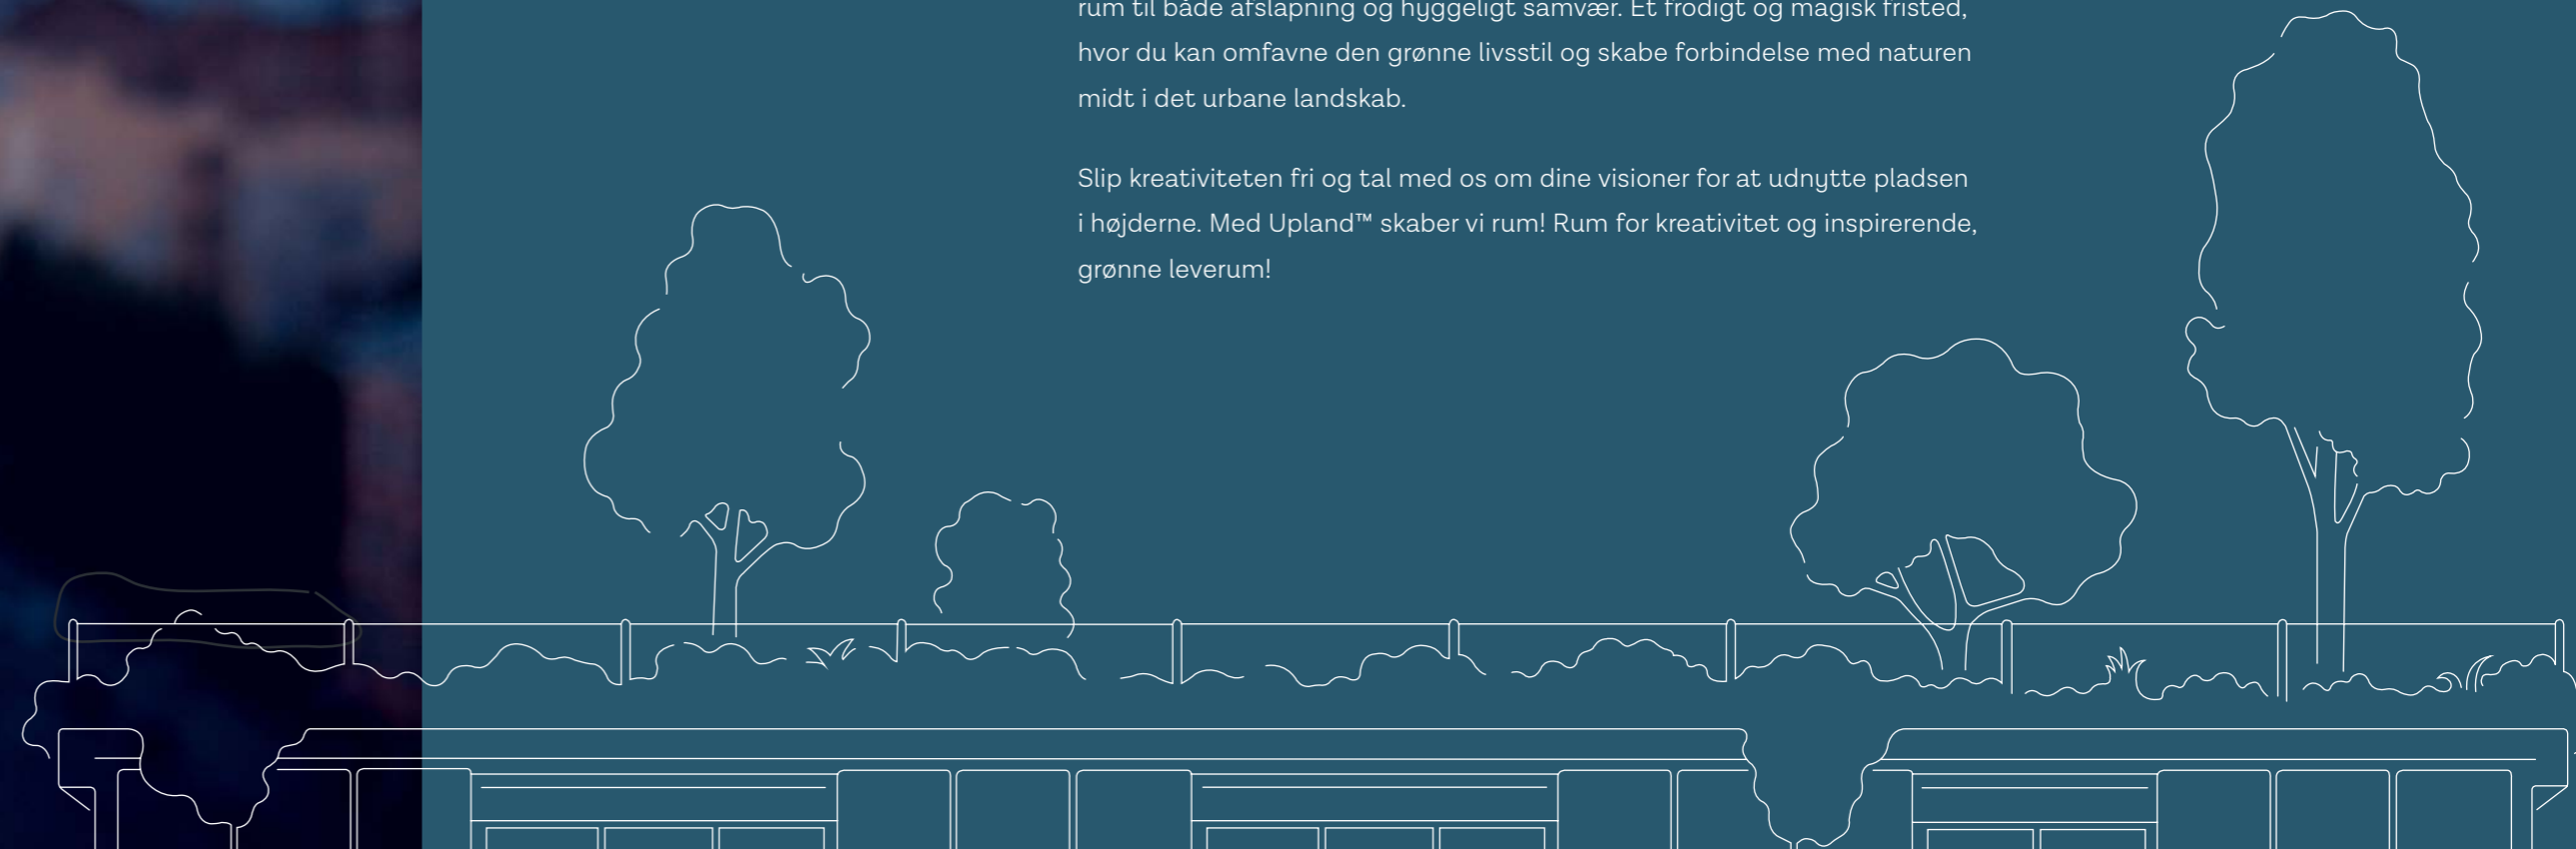 rum til både afslapning og hyggeligt samvær. Et frodigt og magisk fristed,
hvor du kan omfavne den grønne livsstil og skabe forbindelse med naturen
midt i det urbane landskab.
Slip kreativiteten fri og tal med os om dine visioner for at udnytte pladsen
i højderne. Med Upland™ skaber vi rum! Rum for kreativitet og inspirerende,
grønne leverum!